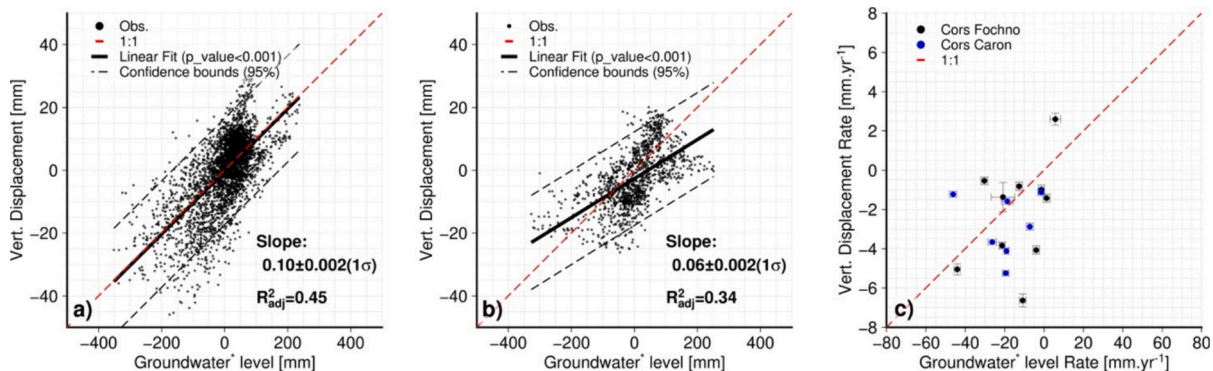 Obs.
1:1
Linear Fit (p_value<0.001)
Confidence bounds (95%)
Slope:
0.10±0.002(1σ)
R²adj=0.45
a)
40
20
0
−20
−40
Vert. Displacement [mm]
−400 −200 0 200 400
Groundwater* level [mm]
Obs.
1:1
Linear Fit (p_value<0.001)
Confidence bounds (95%)
Slope:
0.06±0.002(1σ)
R²adj=0.34
b)
40
20
0
−20
−40
Vert. Displacement [mm]
−400 −200 0 200 400
Groundwater* level [mm]
Cors Fochno
Cors Caron
1:1
c)
8
6
4
2
0
−2
−4
−6
−8
Vert. Displacement Rate [mm.yr⁻¹]
−80 −60 −40 −20 0 20 40 60 80
Groundwater* level Rate [mm.yr⁻¹]